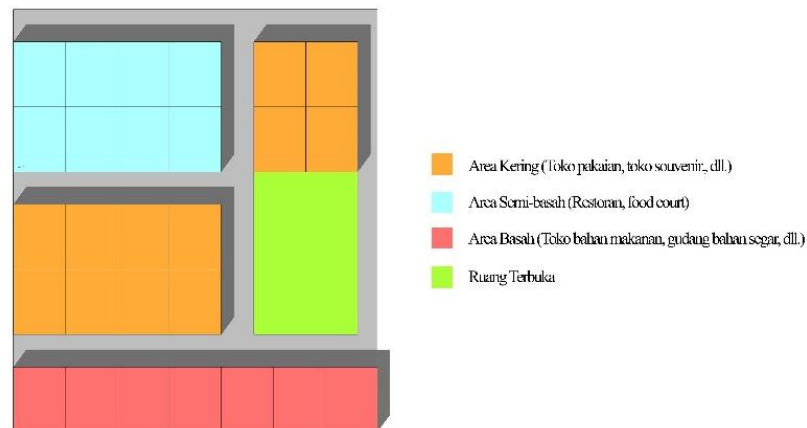 Area Kering (Toko pakaian, toko souvenir, dll.)
Area Semi-basah (Restoran, food court)
Area Basah (Toko bahan makanan, gudang bahan segar, dll.)
Ruang Terbuka